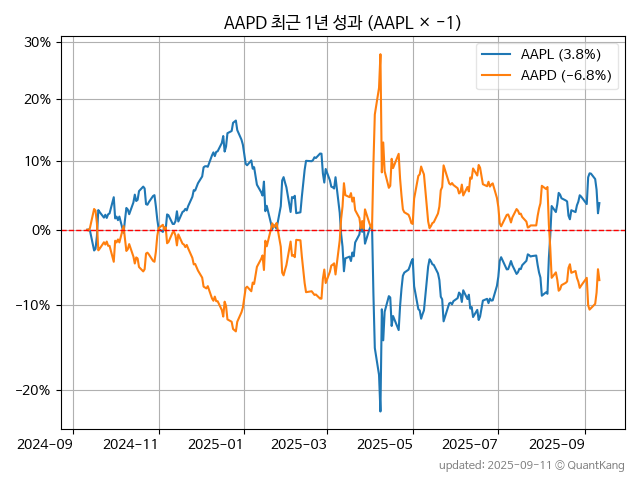 AAPD 최근 1년 성과 (AAPL × −1)
AAPL (3.8%)
AAPD (−6.8%)
30%
20%
10%
0%
−10%
−20%
2024-09 2024-11 2025-01 2025-03 2025-05 2025-07 2025-09
updated: 2025-09-11 © QuantKang